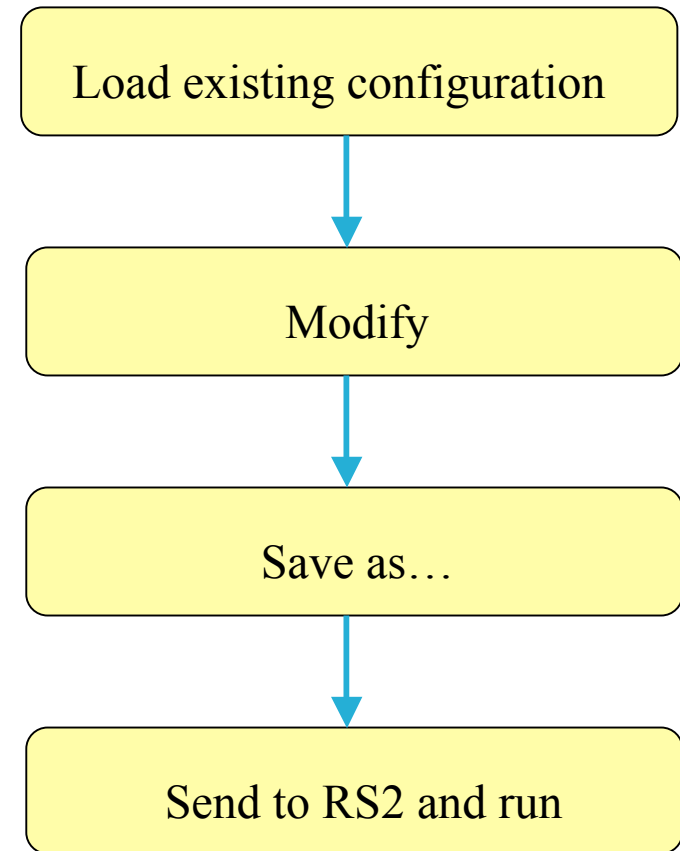 Load existing configuration
Modify
Save as…
Send to RS2 and run